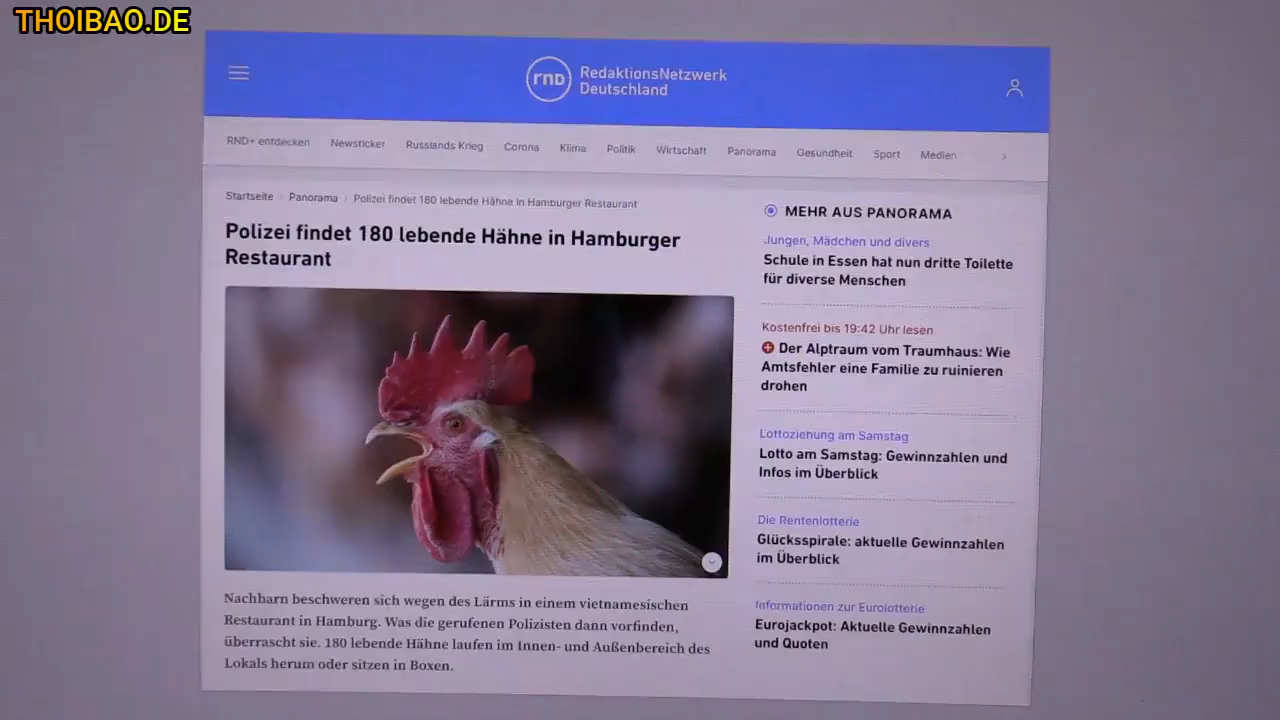 THOIBAO.DE
rnD
RedaktionsNetzwerk
Deutschland
RND+ entdecken Newsticker Russlands Krieg Corona Klima Politik Wirtschaft Panorama Gesundheit Sport Medien
Startseite Panorama Polizei findet 180 lebende Hähne in Hamburger Restaurant
Polizei findet 180 lebende Hähne in Hamburger
Restaurant
Nachbarn beschweren sich wegen des Lärms in einem vietnamesischen
Restaurant in Hamburg. Was die gerufenen Polizisten dann vorfinden,
überrascht sie. 180 lebende Hähne laufen im Innen- und Außenbereich des
Lokals herum oder sitzen in Boxen.
MEHR AUS PANORAMA
Jungen, Mädchen und divers
Schule in Essen hat nun dritte Toilette
für diverse Menschen
Kostenfrei bis 19:42 Uhr lesen
Der Alptraum vom Traumhaus: Wie
Amtsfehler eine Familie zu ruinieren
drohen
Lottoziehung am Samstag
Lotto am Samstag: Gewinnzahlen und
Infos im Überblick
Die Rentenlotterie
Glücksspirale: aktuelle Gewinnzahlen
im Überblick
Informationen zur Eurolotterie
Eurojackpot: Aktuelle Gewinnzahlen
und Quoten